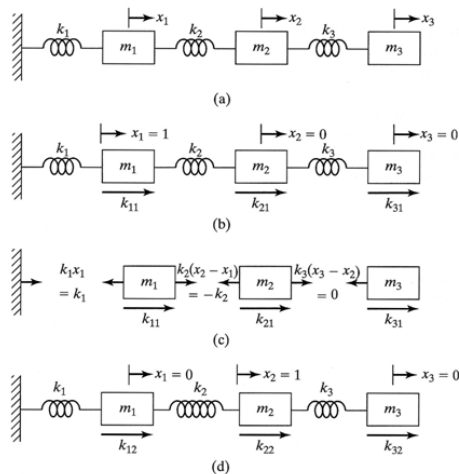 x₁ x₂ x₃
k₁ k₂ k₃
m₁ m₂ m₃
(a)
x₁ = 1 x₂ = 0 x₃ = 0
k₁ k₂ k₃
m₁ m₂ m₃
k₁₁ k₂₁ k₃₁
(b)
k₁x₁ m₁ k₂(x₂ − x₁) m₂ k₃(x₃ − x₂) m₃
= k₁ = −k₂ = 0
k₁₁ k₂₁ k₃₁
(c)
x₁ = 0 x₂ = 1 x₃ = 0
k₁ k₂ k₃
m₁ m₂ m₃
k₁₂ k₂₂ k₃₂
(d)